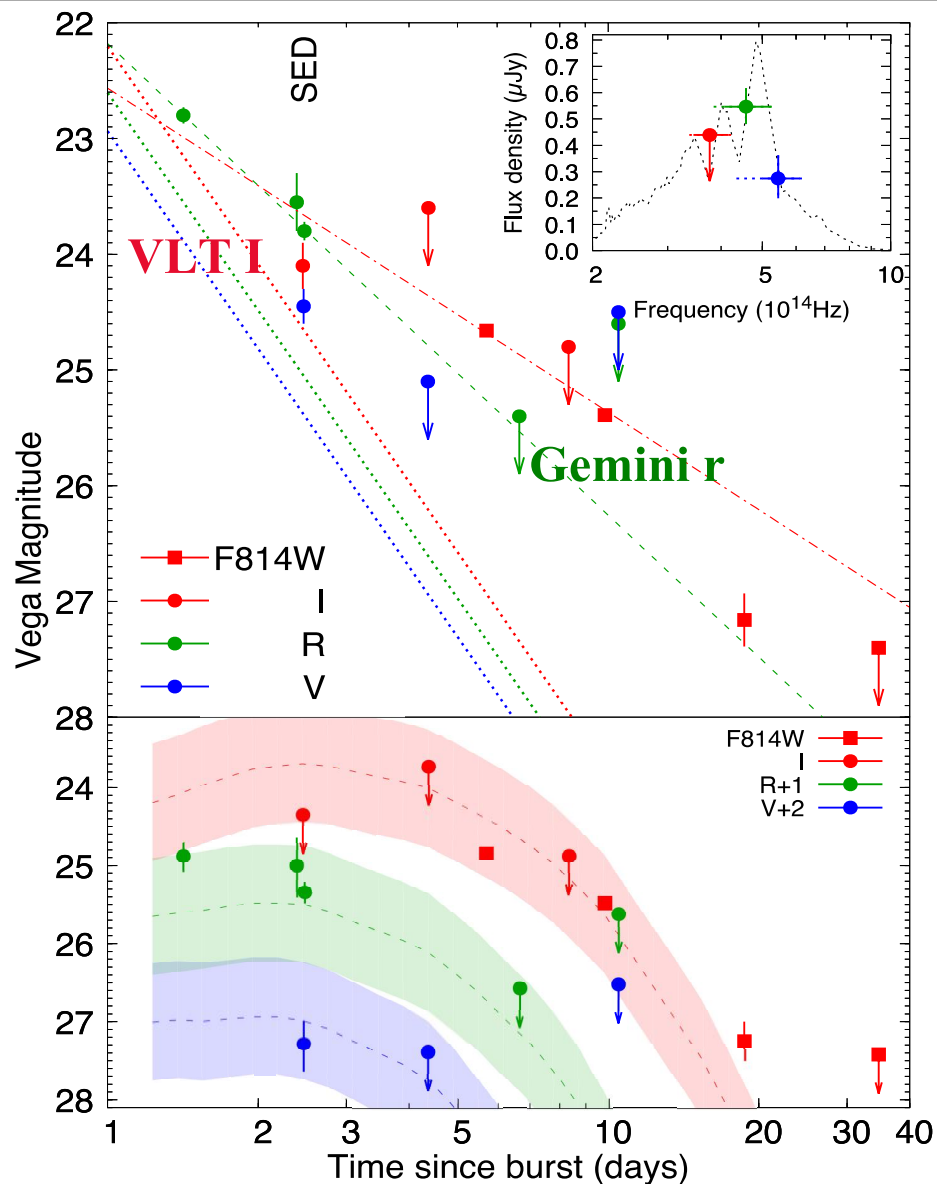 22
23
24
25
26
27
28
Vega Magnitude
SED
VLT I
Gemini r
F814W
I
R
V
0.8
0.7
0.6
0.5
0.4
0.3
0.2
0.1
0.0
Flux density (μJy)
2 5 10
Frequency (10¹⁴Hz)
24
25
26
27
28
F814W
I
R+1
V+2
1 2 3 5 10 20 30 40
Time since burst (days)